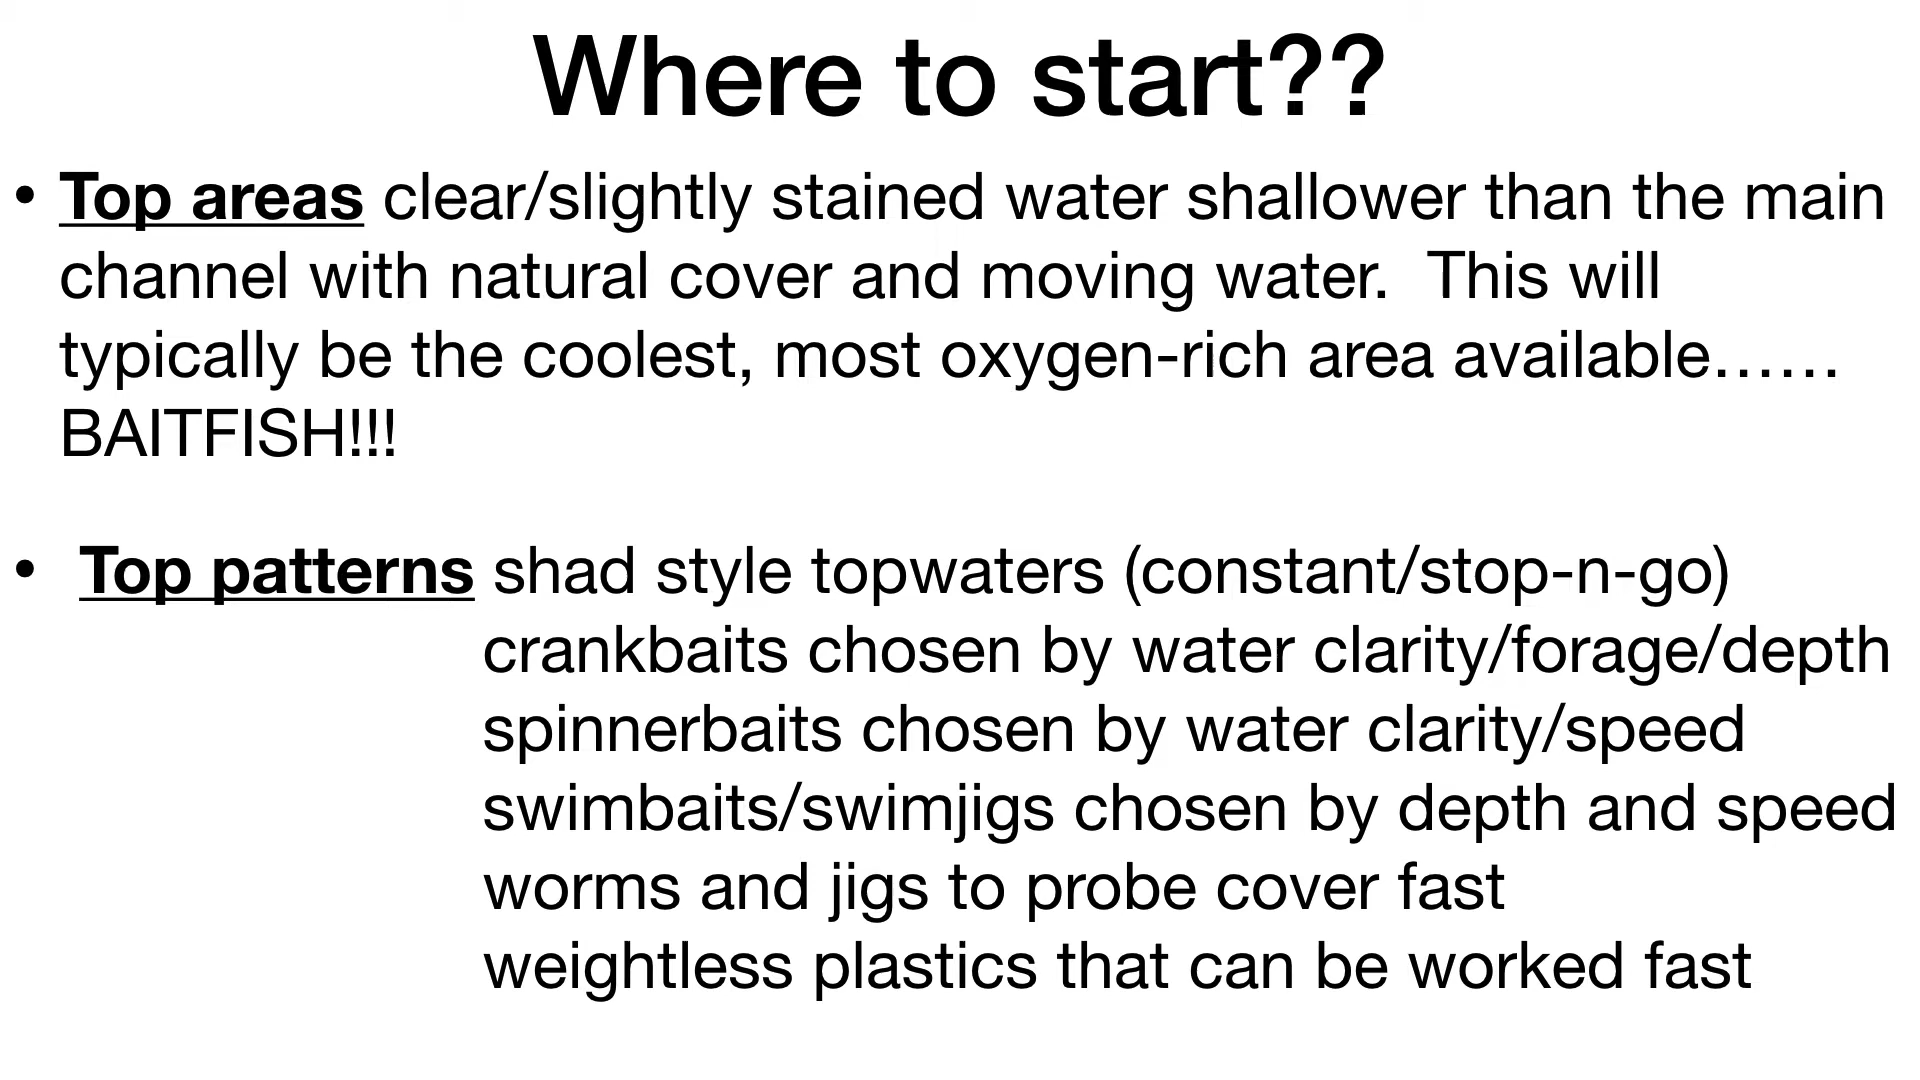 Where to start??
• Top areas clear/slightly stained water shallower than the main
channel with natural cover and moving water.  This will
typically be the coolest, most oxygen-rich area available……
BAITFISH!!!
• Top patterns shad style topwaters (constant/stop-n-go)
crankbaits chosen by water clarity/forage/depth
spinnerbaits chosen by water clarity/speed
swimbaits/swimjigs chosen by depth and speed
worms and jigs to probe cover fast
weightless plastics that can be worked fast